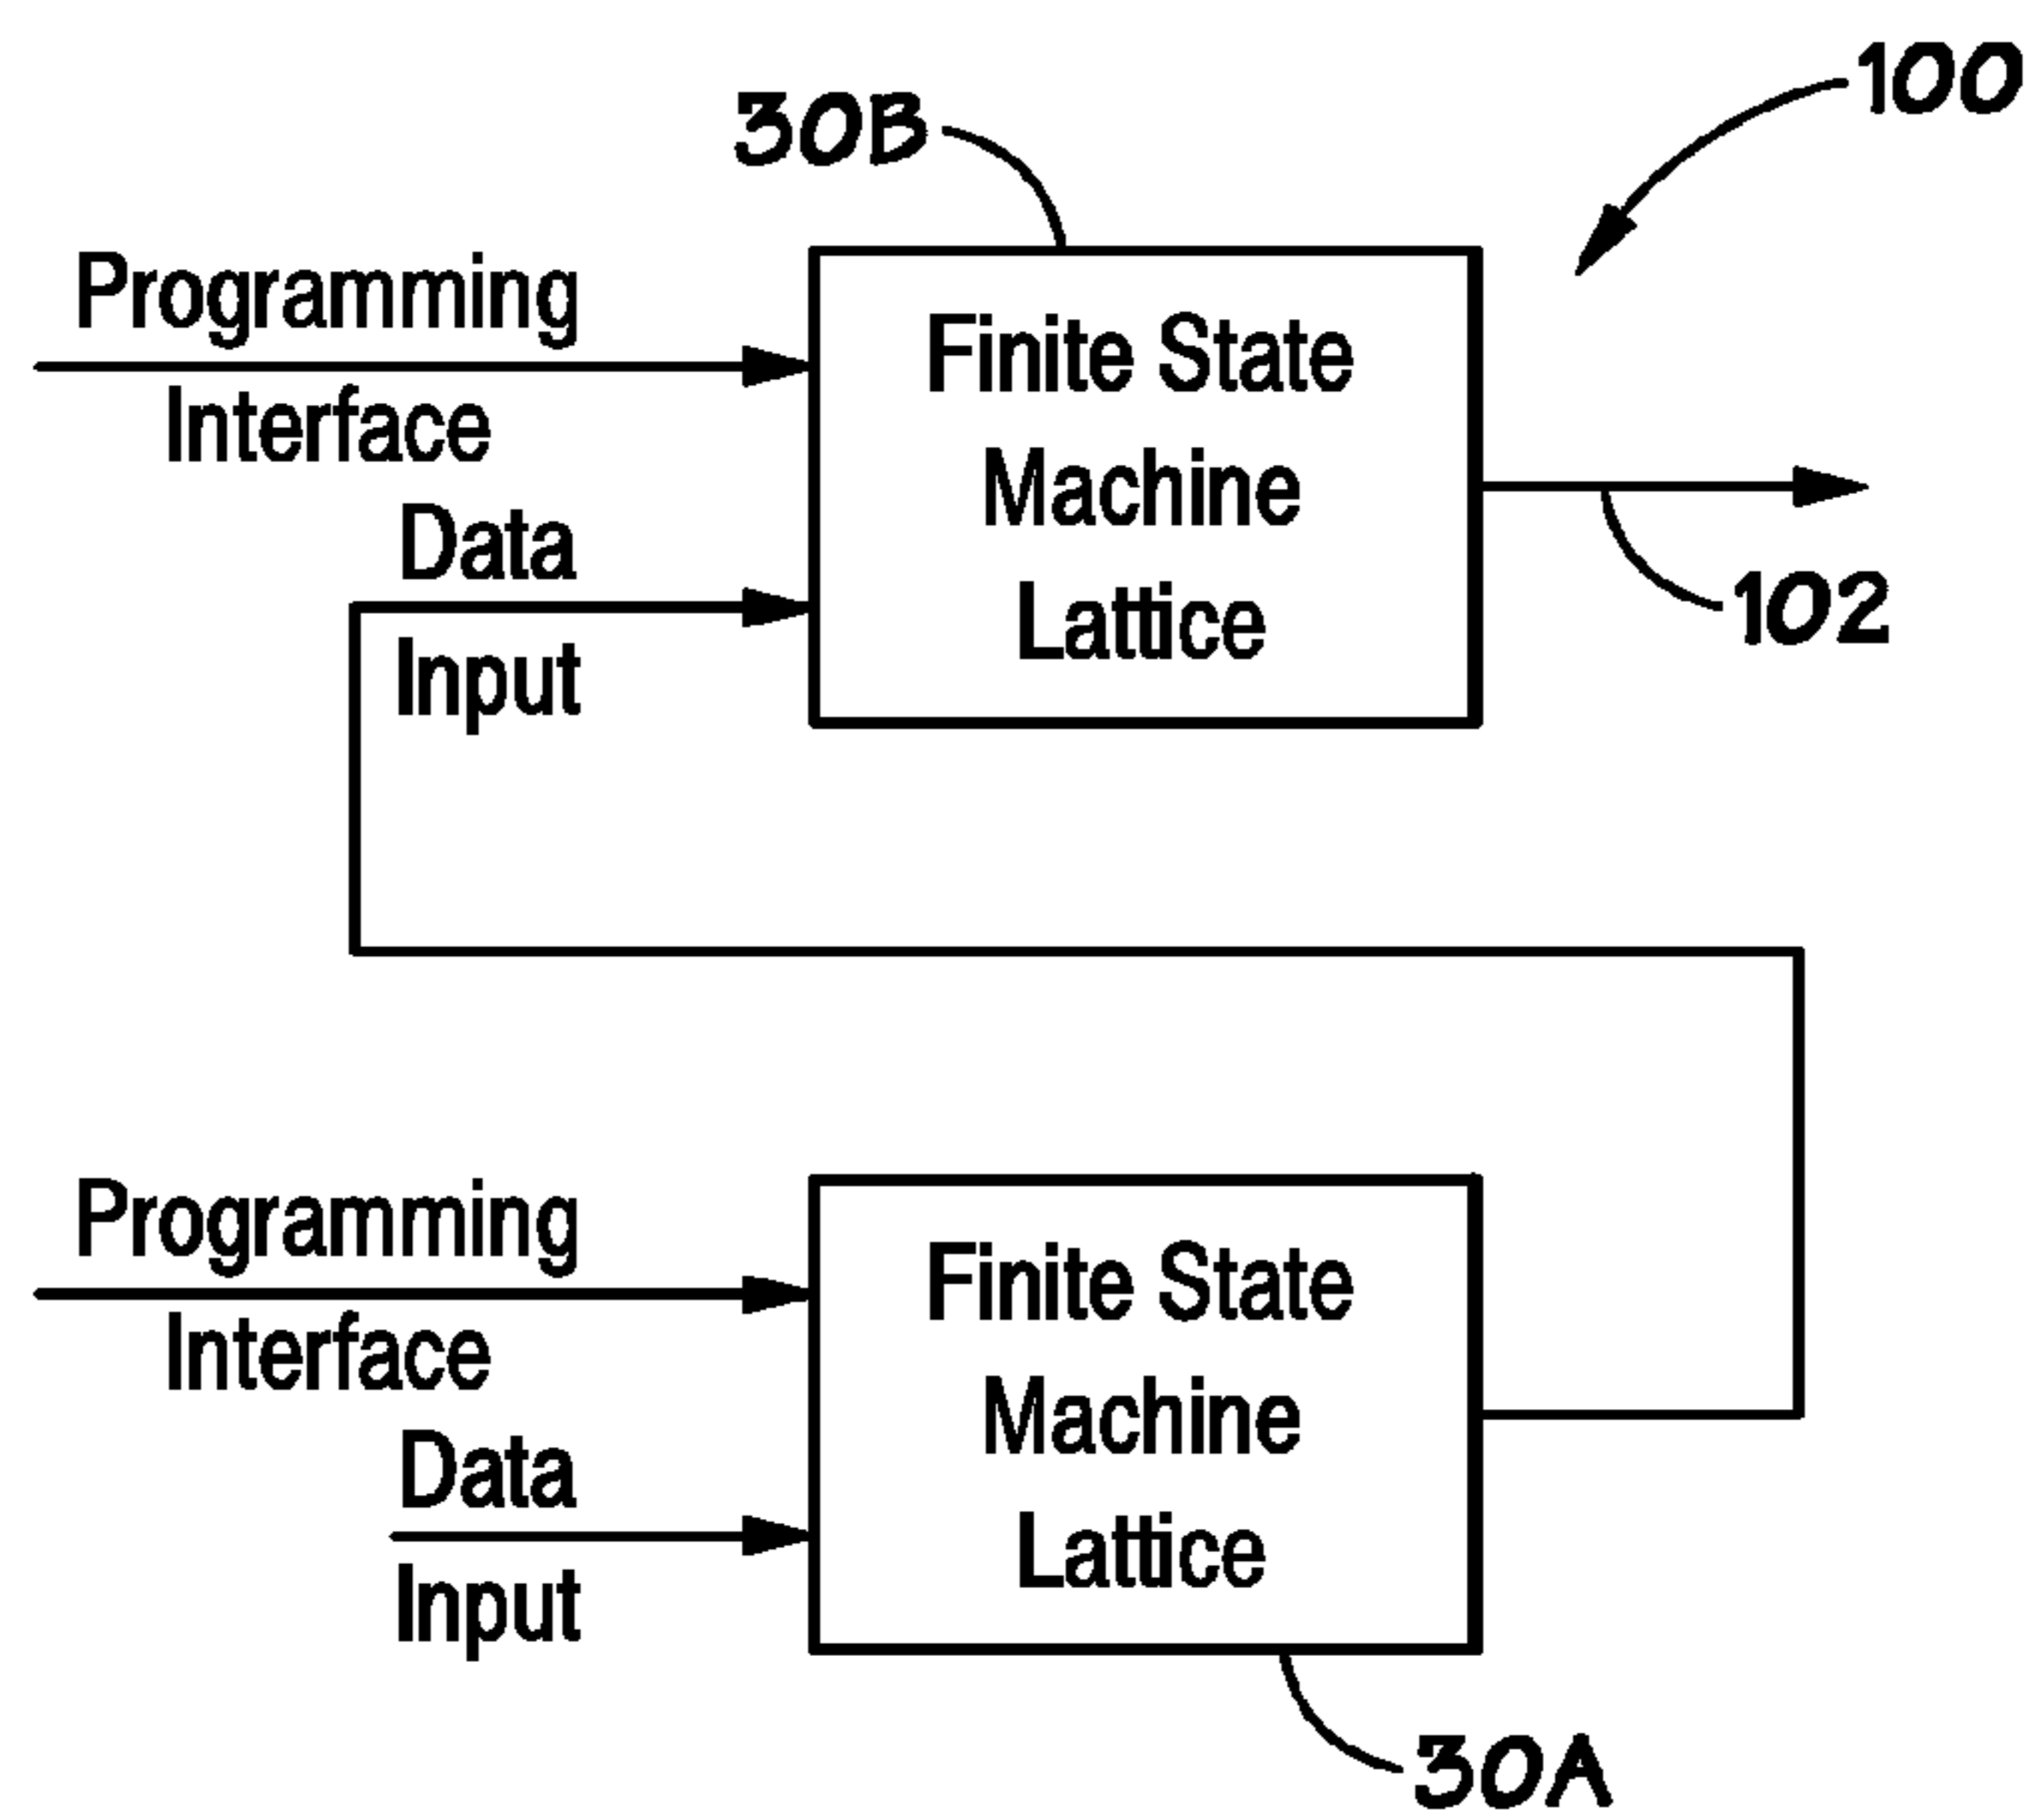 100
30B
Programming
Interface
Finite State
Machine
Lattice
Data
Input
102
Programming
Interface
Finite State
Machine
Lattice
Data
Input
30A